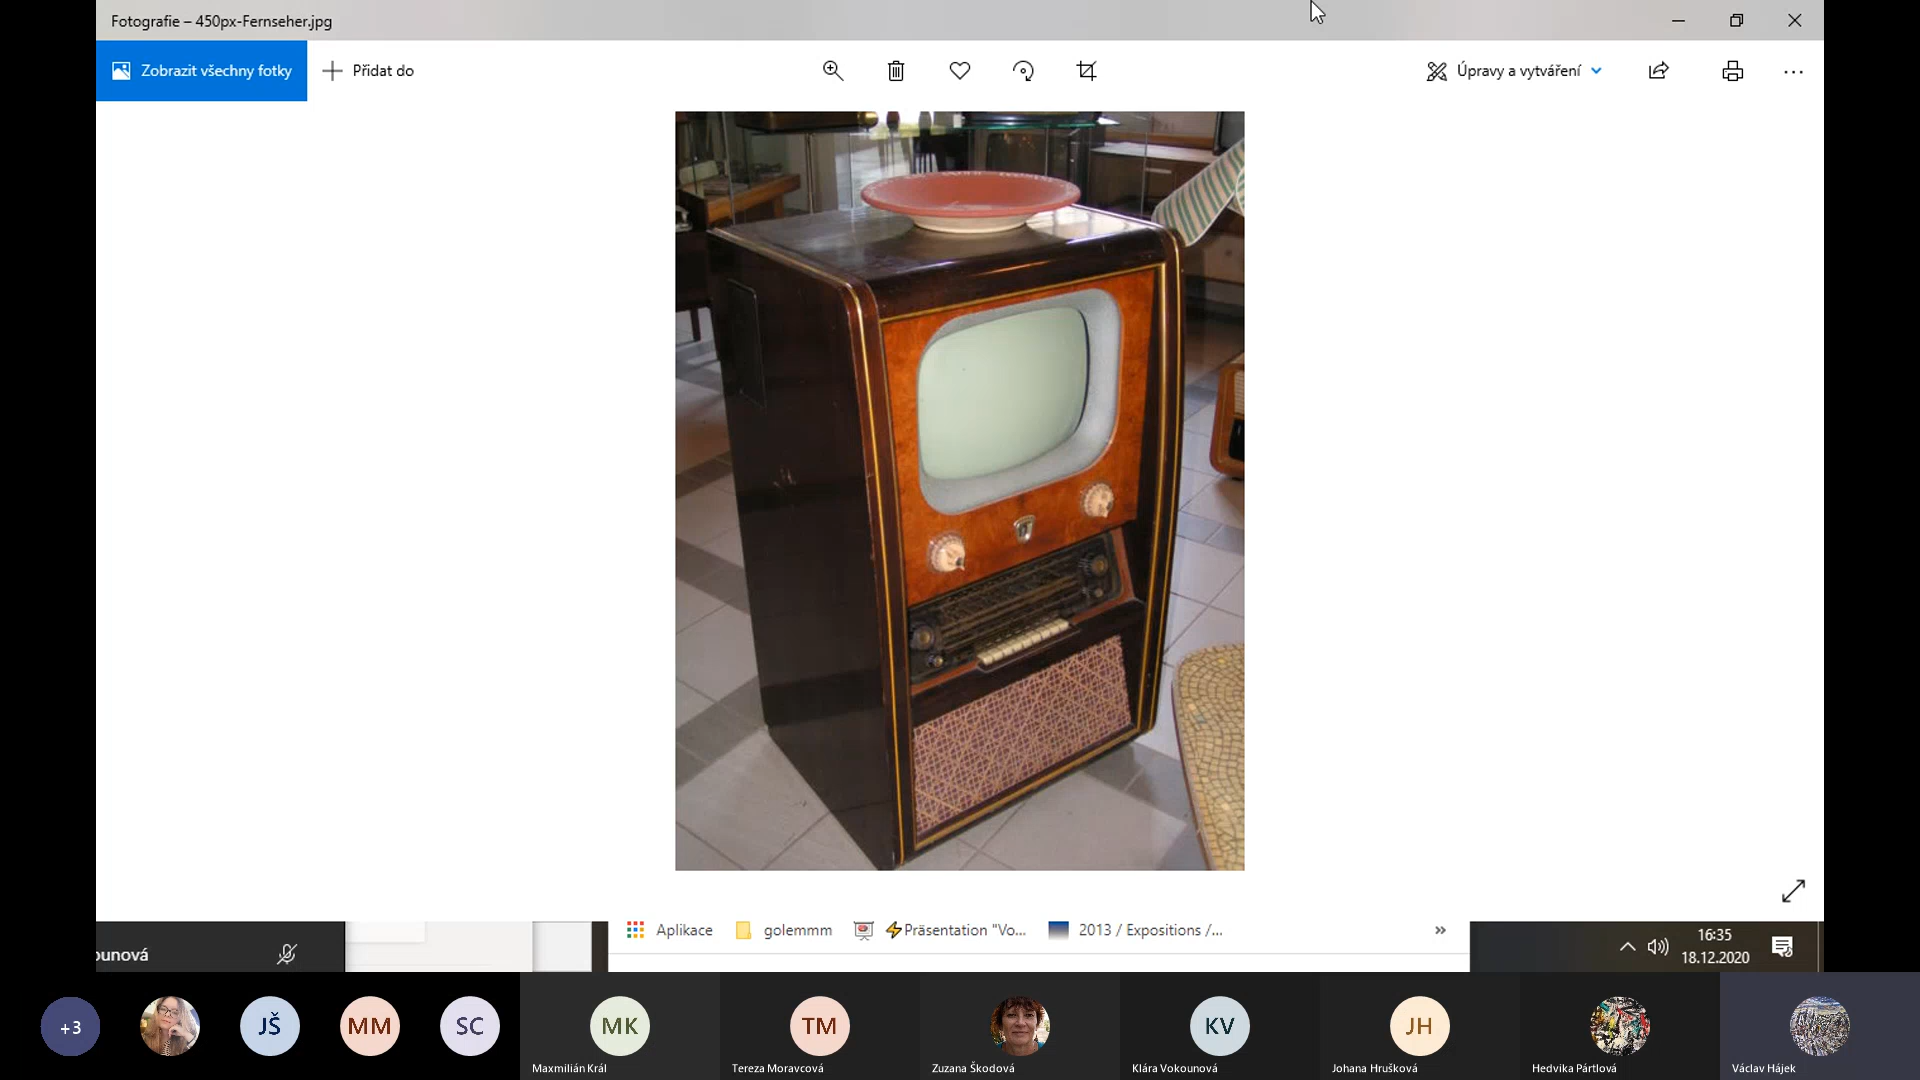 Fotografie – 450px-Fernseher.jpg
Zobrazit všechny fotky
Přidat do
Úpravy a vytváření
Aplikace
golemmm
Präsentation "Vo...
2013 / Expositions /...
»
16:35
18.12.2020
ounová
+3
JŠ
MM
SC
MK
TM
KV
JH
Maxmilián Král
Tereza Moravcová
Zuzana Škodová
Klára Vokounová
Johana Hrušková
Hedvika Pártlová
Václav Hájek